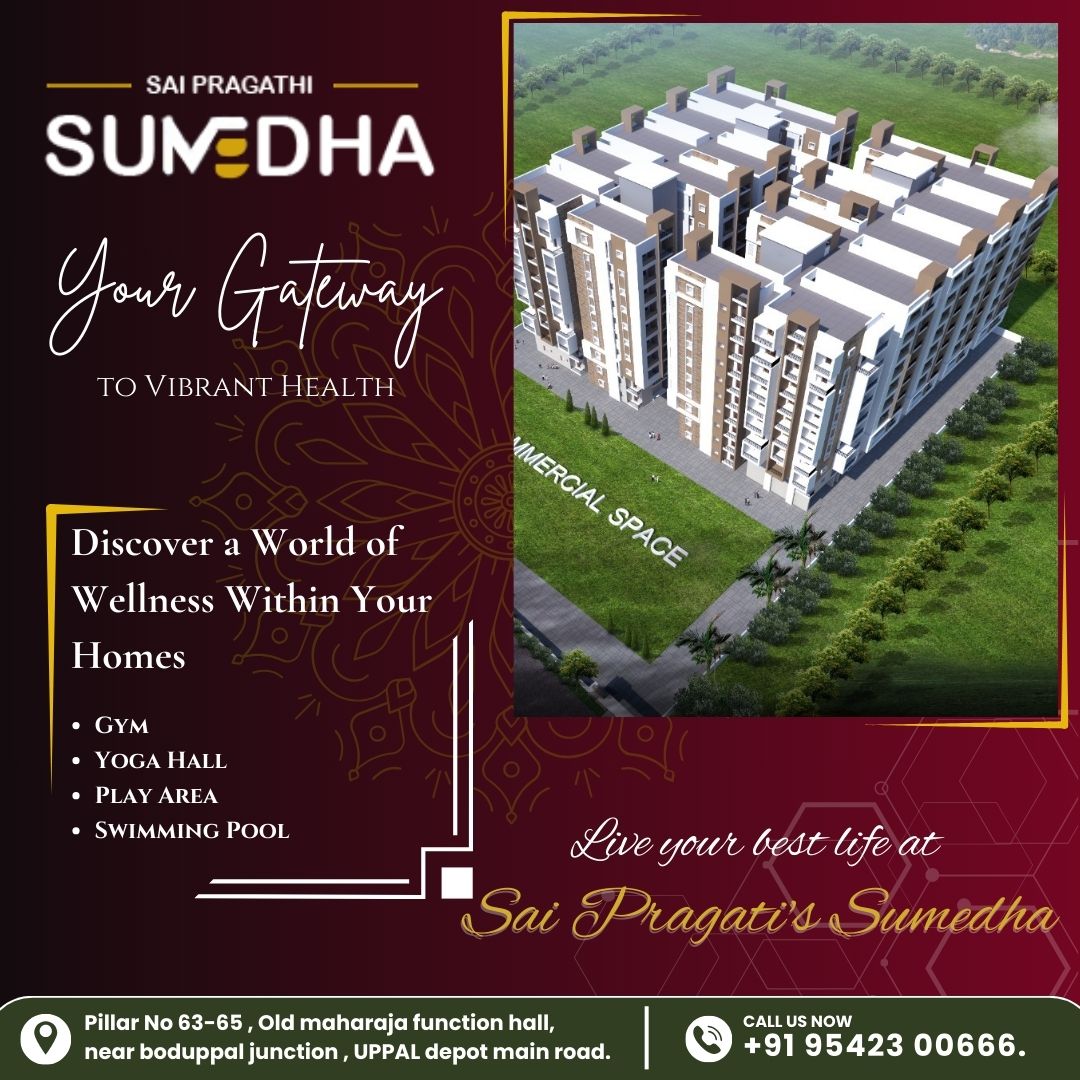 SAI PRAGATHI
SUMEDHA
Your Gateway
TO VIBRANT HEALTH
Discover a World of
Wellness Within Your
Homes
• GYM
• YOGA HALL
• PLAY AREA
• SWIMMING POOL
MMERCIAL SPACE
Live your best life at
Sai Pragati's Sumedha
Pillar No 63-65 , Old maharaja function hall,
near boduppal junction , UPPAL depot main road.
CALL US NOW
+91 95423 00666.